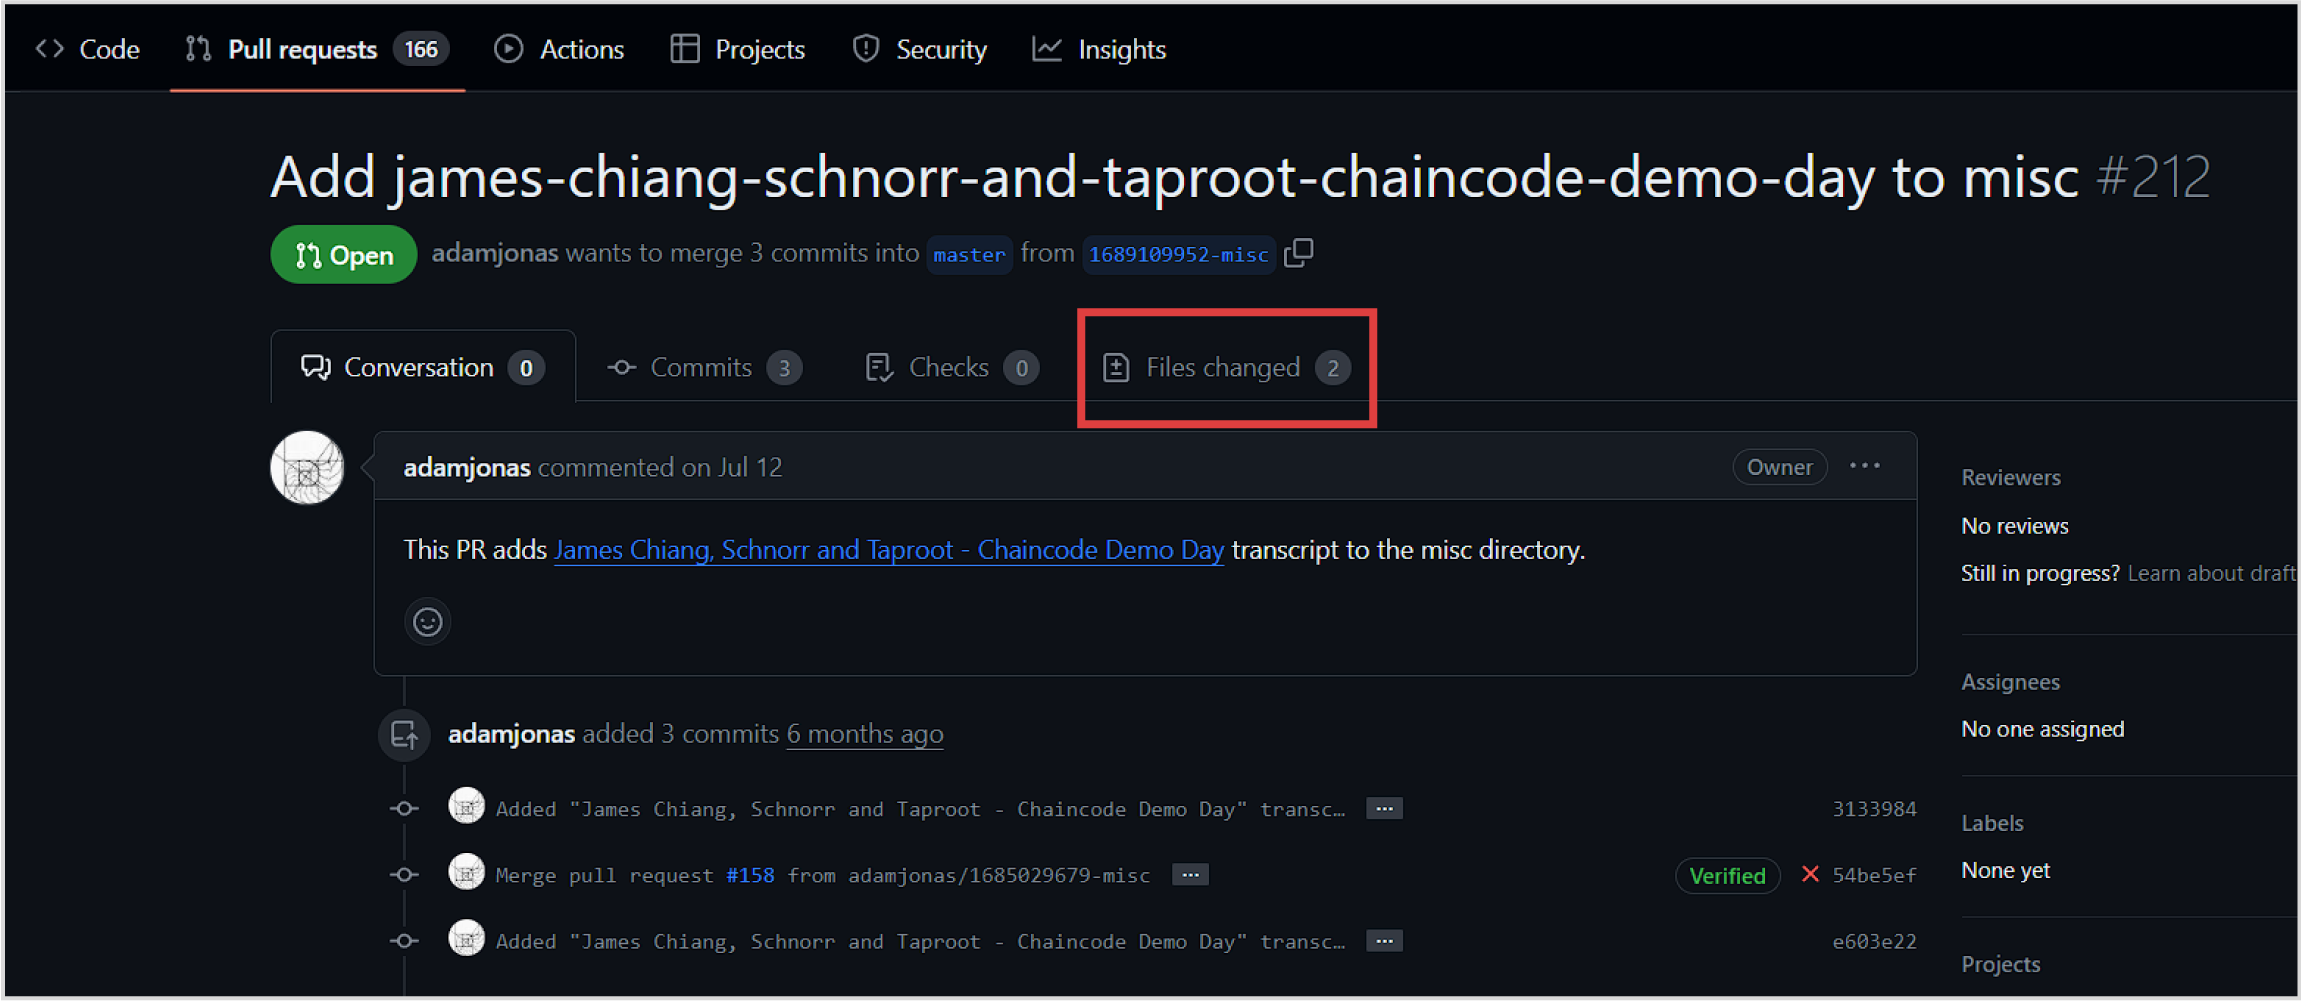 Code Pull requests 166 Actions Projects Security Insights
Add james-chiang-schnorr-and-taproot-chaincode-demo-day to misc #212
Open adamjonas wants to merge 3 commits into master from 1689109952-misc
Conversation 0 Commits 3 Checks 0 Files changed 2
adamjonas commented on Jul 12 Owner ...
This PR adds James Chiang, Schnorr and Taproot - Chaincode Demo Day transcript to the misc directory.
adamjonas added 3 commits 6 months ago
Added "James Chiang, Schnorr and Taproot - Chaincode Demo Day" transc… ... 3133984
Merge pull request #158 from adamjonas/1685029679-misc ... Verified 54be5ef
Added "James Chiang, Schnorr and Taproot - Chaincode Demo Day" transc… ... e603e22
Reviewers
No reviews
Still in progress? Learn about draft
Assignees
No one assigned
Labels
None yet
Projects